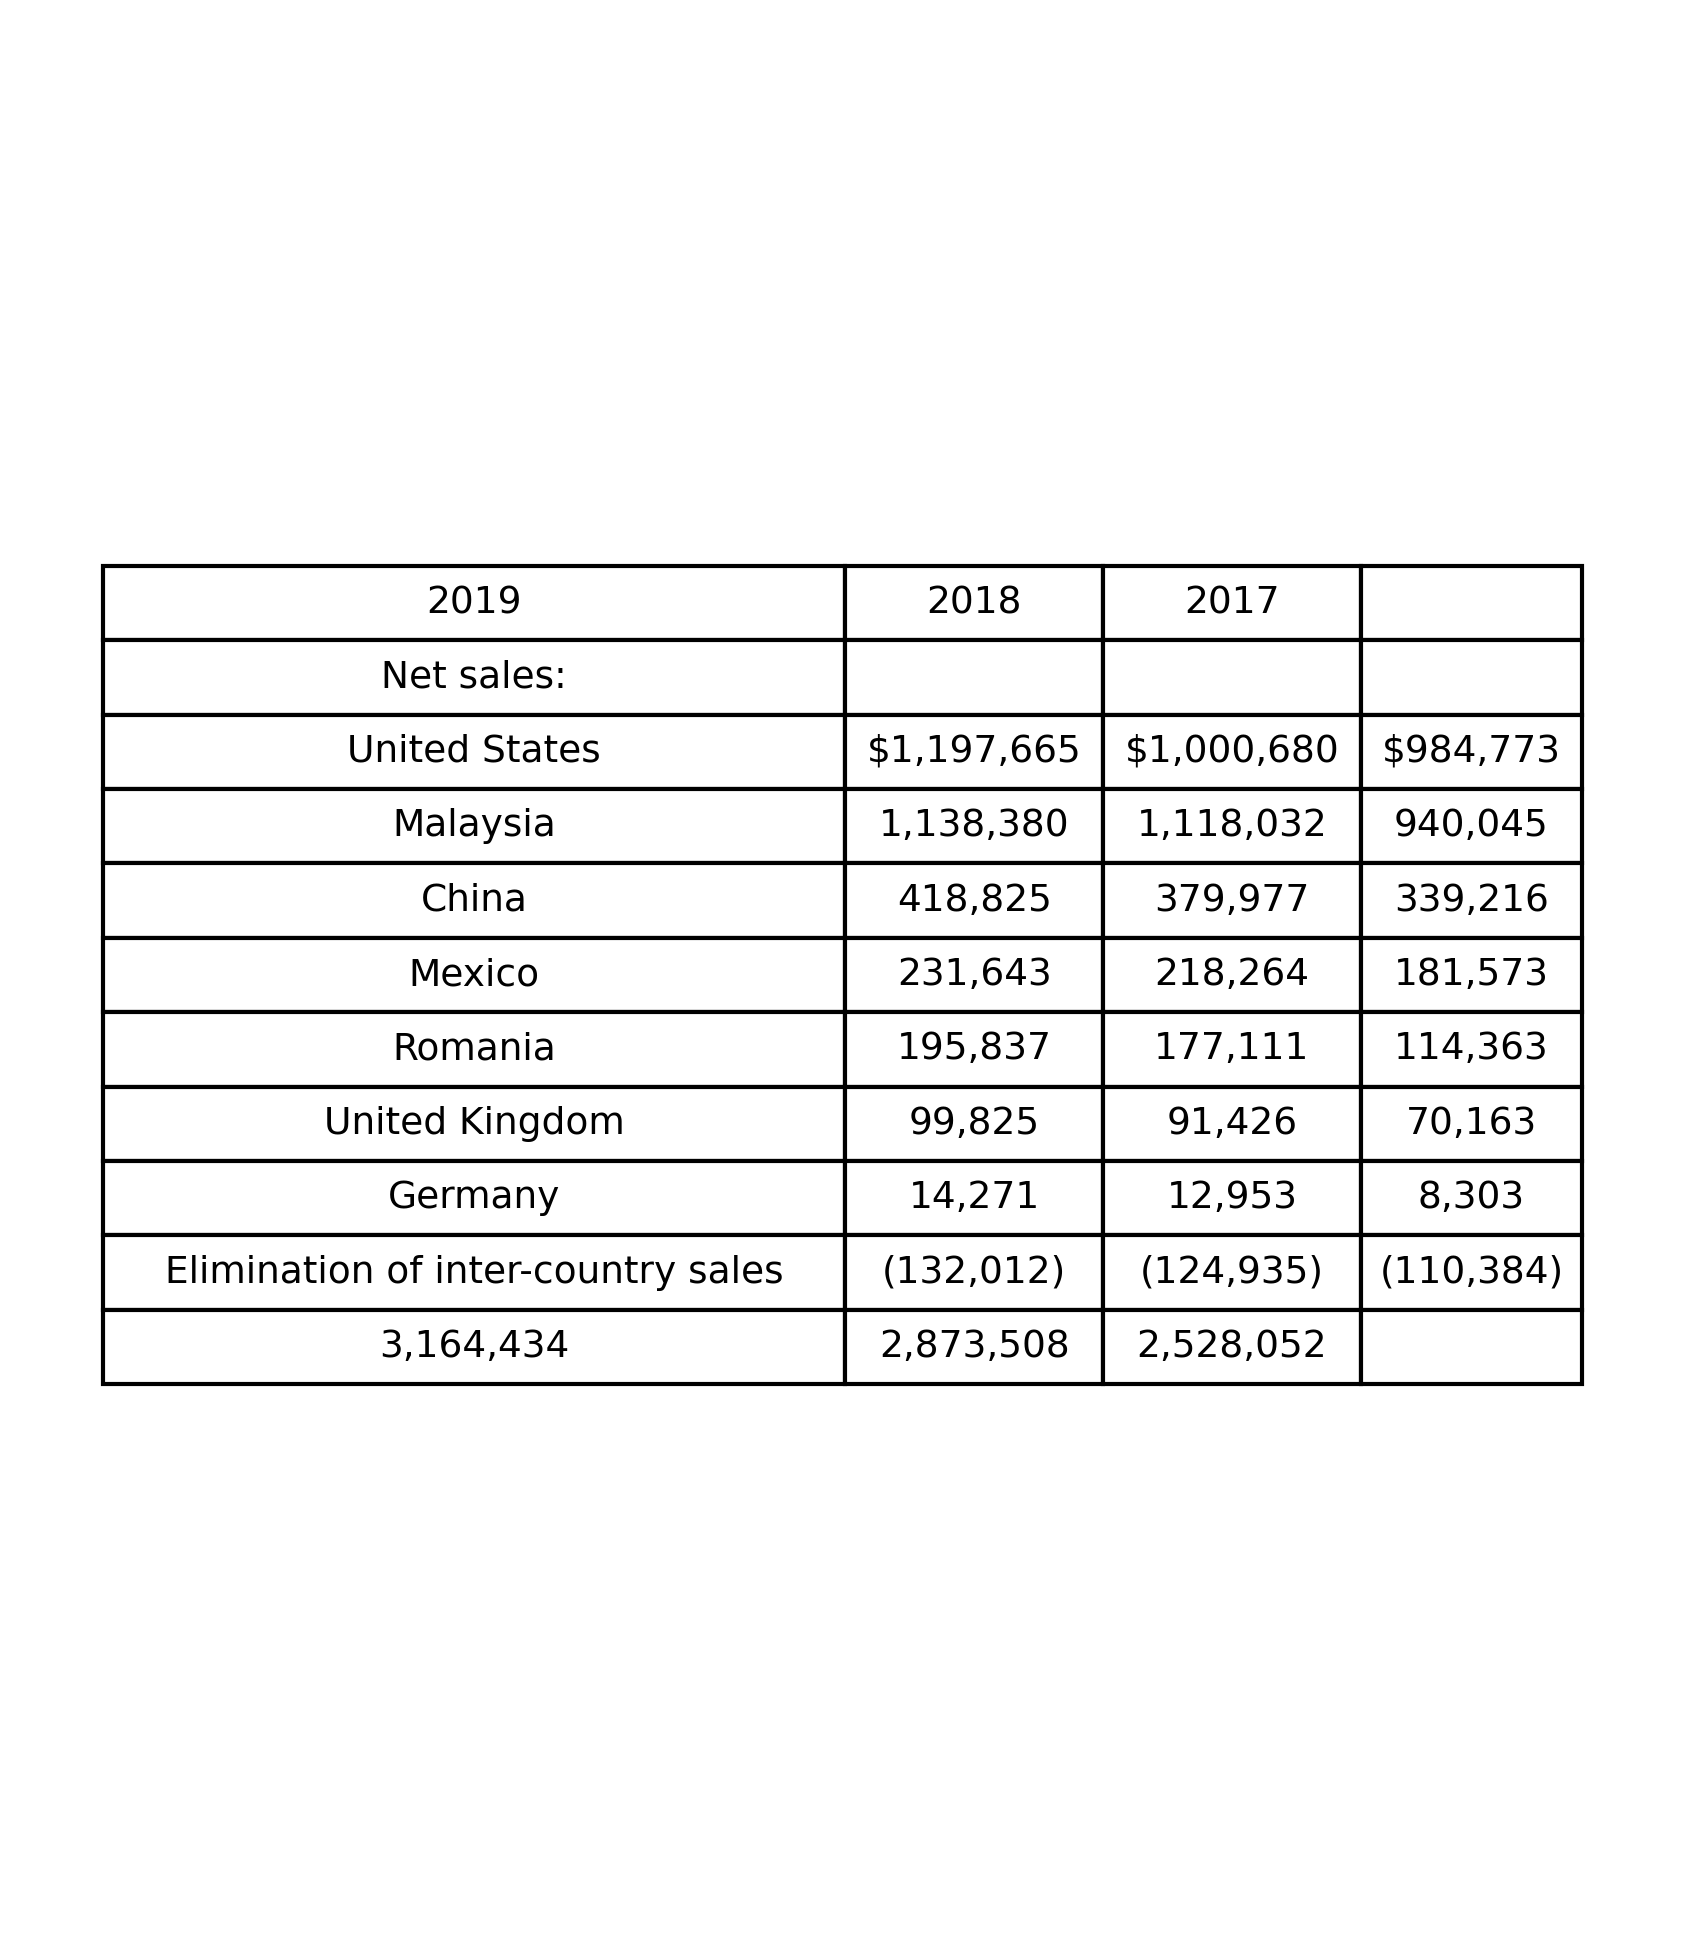 2019 2018 2017
Net sales:
United States $1,197,665 $1,000,680 $984,773
Malaysia 1,138,380 1,118,032 940,045
China 418,825 379,977 339,216
Mexico 231,643 218,264 181,573
Romania 195,837 177,111 114,363
United Kingdom 99,825 91,426 70,163
Germany 14,271 12,953 8,303
Elimination of inter-country sales (132,012) (124,935) (110,384)
3,164,434 2,873,508 2,528,052